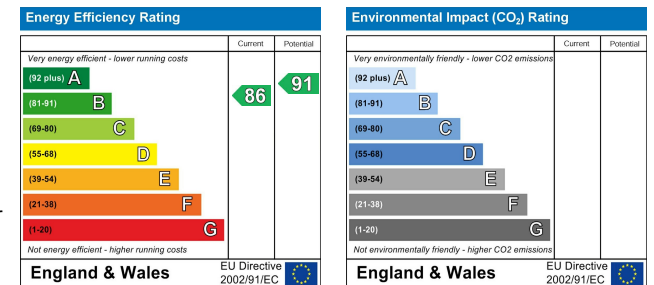 Energy Efficiency Rating
Current Potential
Very energy efficient - lower running costs
(92 plus) A
(81-91) B
(69-80) C
(55-68) D
(39-54) E
(21-38) F
(1-20) G
86
91
Not energy efficient - higher running costs
England & Wales
EU Directive
2002/91/EC
Environmental Impact (CO₂) Rating
Current Potential
Very environmentally friendly - lower CO2 emissions
(92 plus) A
(81-91) B
(69-80) C
(55-68) D
(39-54) E
(21-38) F
(1-20) G
Not environmentally friendly - higher CO2 emissions
England & Wales
EU Directive
2002/91/EC